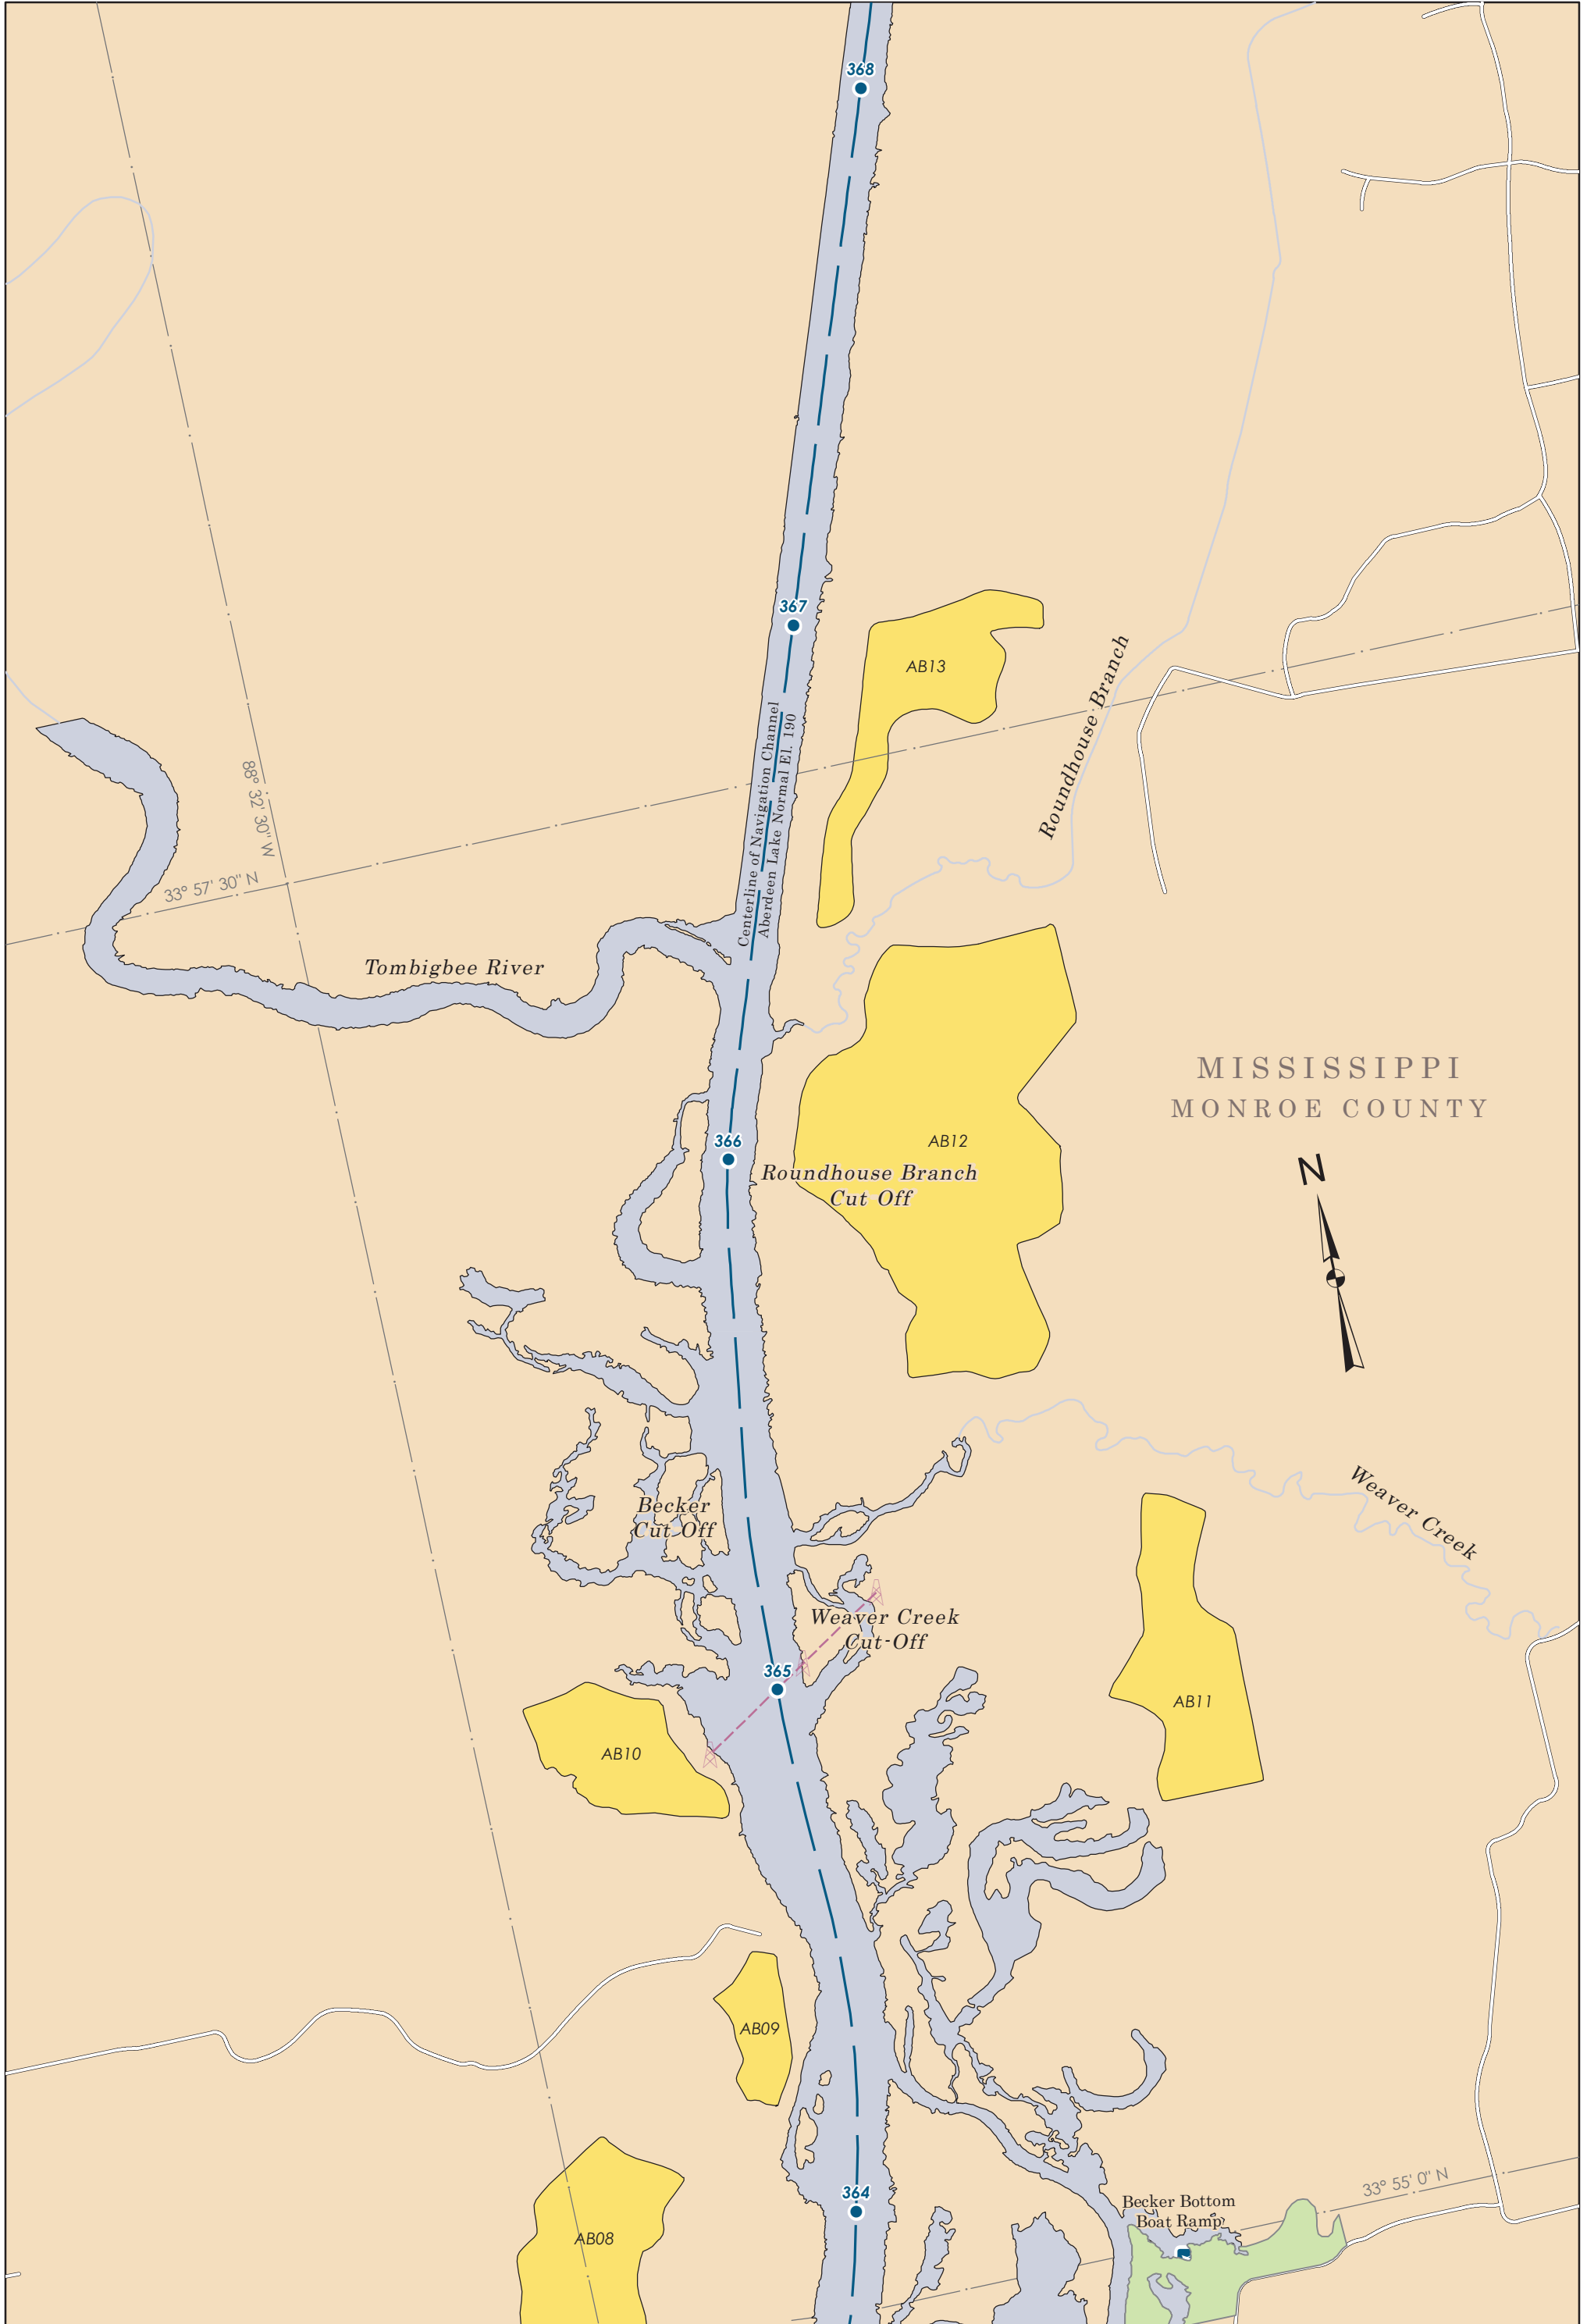 368
367
AB13
Roundhouse Branch
Centerline of Navigation Channel
Aberdeen Lake Normal El. 190
88° 32' 30" W
33° 57' 30" N
Tombigbee River
MISSISSIPPI
MONROE COUNTY
366
AB12
Roundhouse Branch
Cut Off
N
Becker
Cut Off
Weaver Creek
Weaver Creek
Cut-Off
365
AB11
AB10
AB09
364
33° 55' 0" N
Becker Bottom
Boat Ramp
AB08